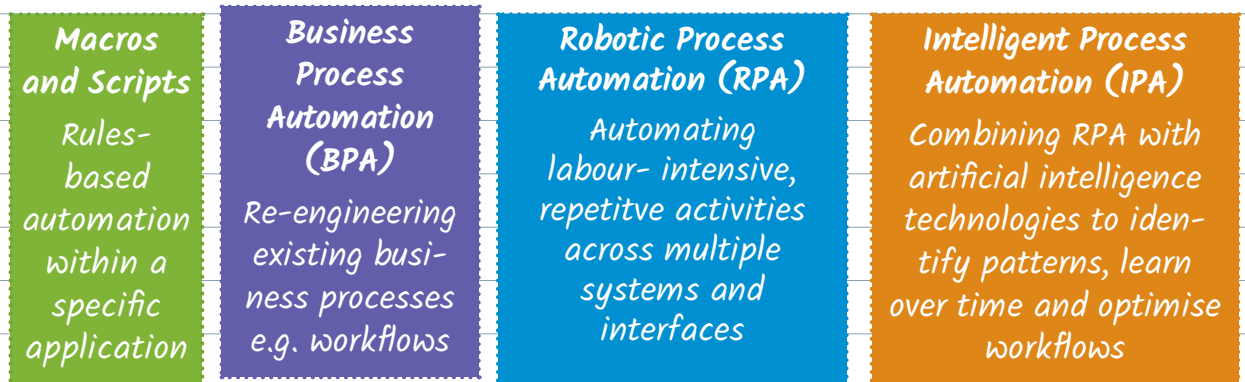 Macros
and Scripts
Rules-
based
automation
within a
specific
application
Business
Process
Automation
(BPA)
Re-engineering
existing busi-
ness processes
e.g. workflows
Robotic Process
Automation (RPA)
Automating
labour- intensive,
repetitve activities
across multiple
systems and
interfaces
Intelligent Process
Automation (IPA)
Combining RPA with
artificial intelligence
technologies to iden-
tify patterns, learn
over time and optimise
workflows